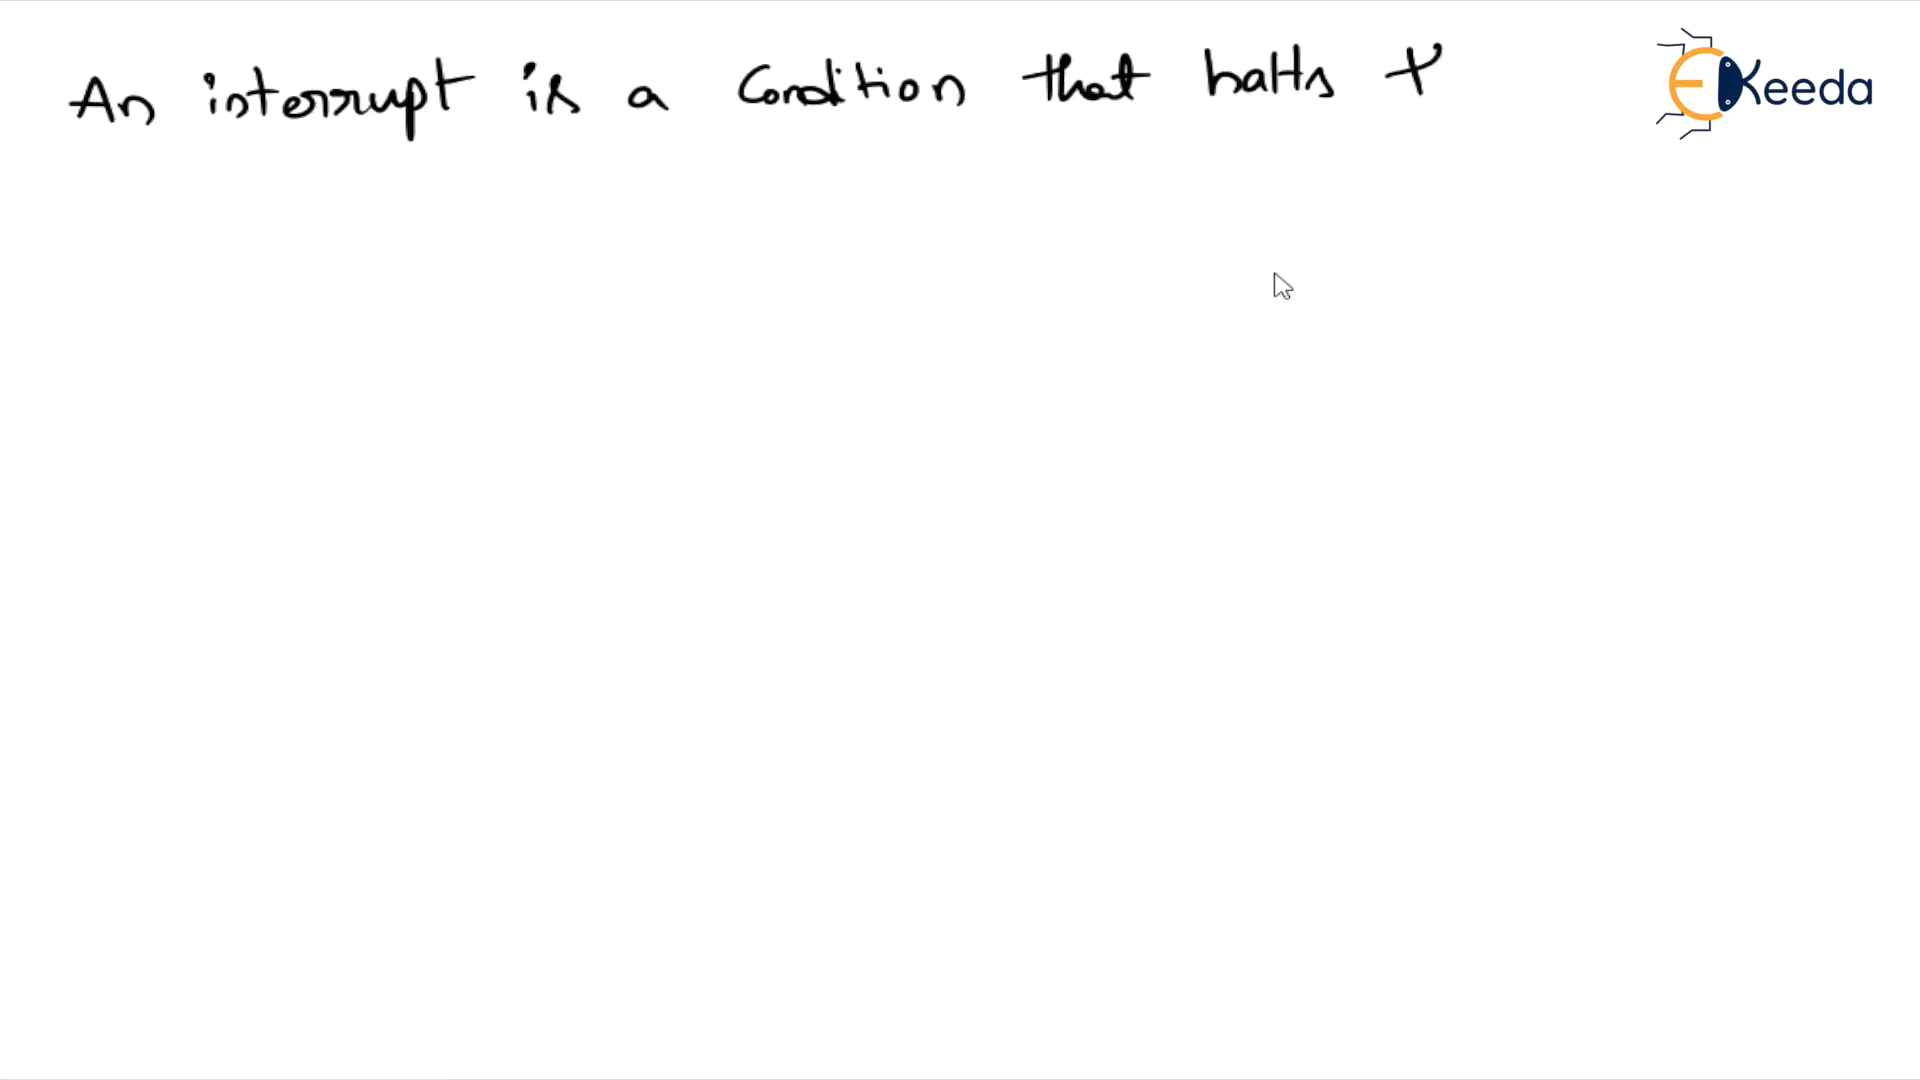 An interrupt is a Condition that halts
EKeeda